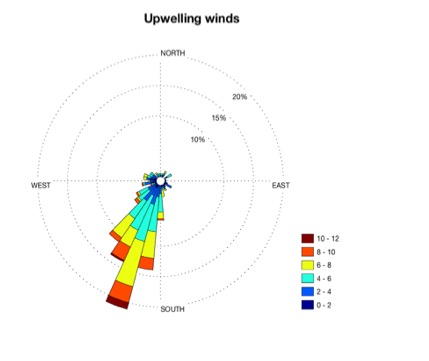 Upwelling winds
NORTH
20%
15%
10%
WEST
EAST
10 - 12
8 - 10
6 - 8
4 - 6
2 - 4
0 - 2
SOUTH